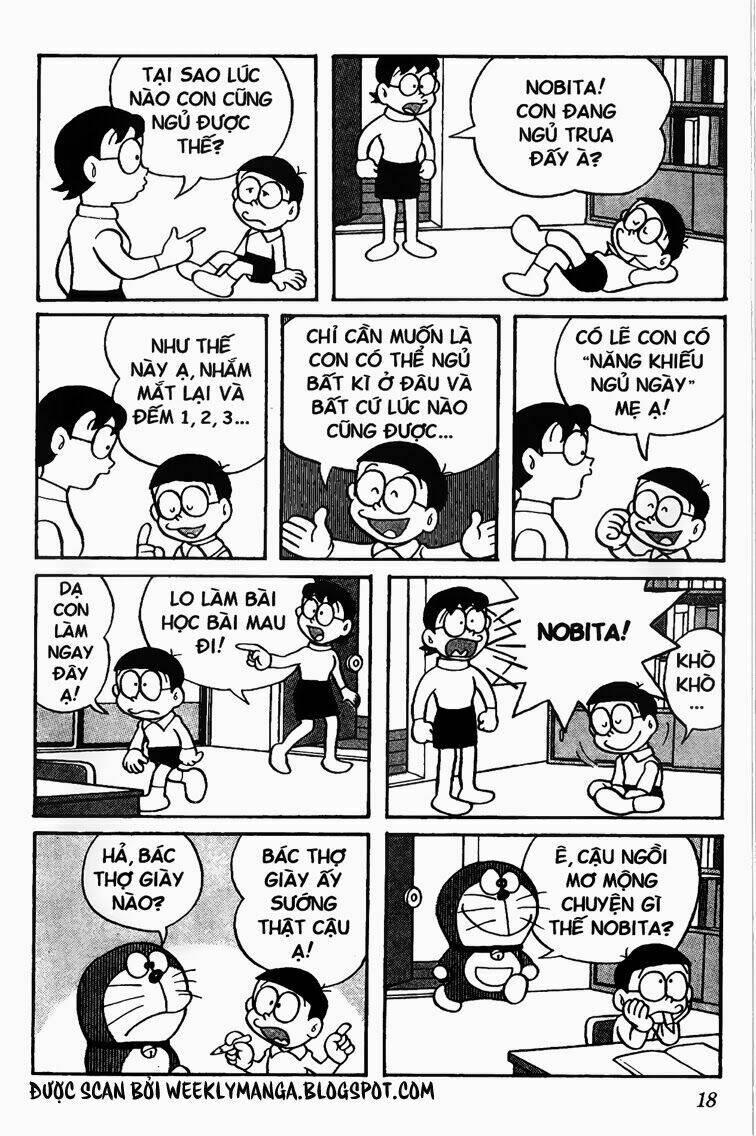 NOBITA!
CON ĐANG
NGỦ TRƯA
ĐẤY À?
TẠI SAO LÚC
NÀO CON CŨNG
NGỦ ĐƯỢC
THẾ?
CÓ LẼ CON CÓ
“NĂNG KHIẾU
NGỦ NGÀY”
MẸ Ạ!
CHỈ CẦN MUỐN LÀ
CON CÓ THỂ NGỦ
BẤT KÌ Ở ĐÂU VÀ
BẤT CỨ LÚC NÀO
CŨNG ĐƯỢC...
NHƯ THẾ
NÀY Ạ, NHẮM
MẮT LẠI VÀ
ĐẾM 1, 2, 3...
KHÒ
KHÒ
...
NOBITA!
LO LÀM BÀI
HỌC BÀI MAU
ĐI!
DẠ
CON
LÀM
NGAY
ĐÂY
Ạ!
Ê, CẬU NGỒI
MƠ MỘNG
CHUYỆN GÌ
THẾ NOBITA?
BÁC THỢ
GIÀY ẤY
SƯỚNG
THẬT CẬU
Ạ!
HẢ, BÁC
THỢ GIÀY
NÀO?
ĐƯỢC SCAN BỞI WEEKLYMANGA.BLOGSPOT.COM
18